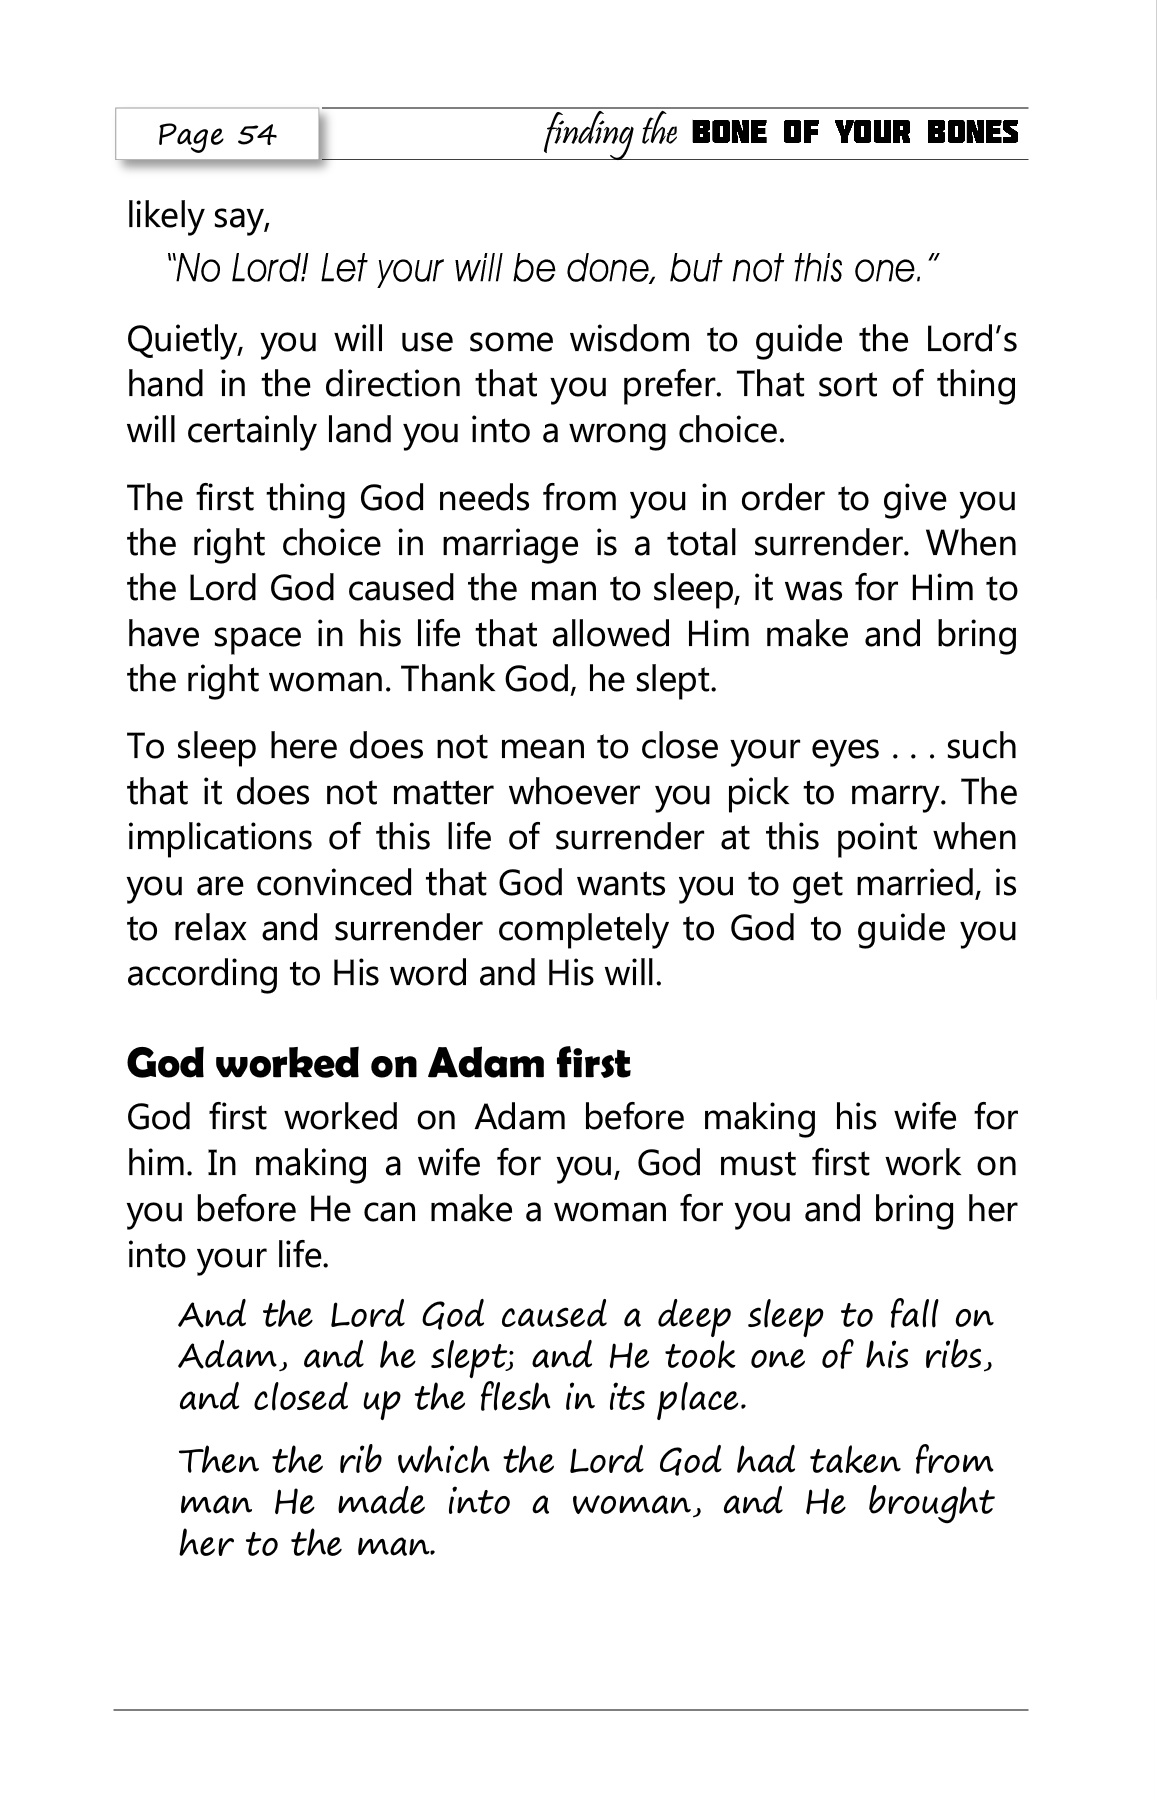 Page 54
finding the BONE OF YOUR BONES
likely say,
“No Lord! Let your will be done, but not this one.”
Quietly, you will use some wisdom to guide the Lord’s
hand in the direction that you prefer. That sort of thing
will certainly land you into a wrong choice.
The first thing God needs from you in order to give you
the right choice in marriage is a total surrender. When
the Lord God caused the man to sleep, it was for Him to
have space in his life that allowed Him make and bring
the right woman. Thank God, he slept.
To sleep here does not mean to close your eyes . . . such
that it does not matter whoever you pick to marry. The
implications of this life of surrender at this point when
you are convinced that God wants you to get married, is
to relax and surrender completely to God to guide you
according to His word and His will.
God worked on Adam first
God first worked on Adam before making his wife for
him. In making a wife for you, God must first work on
you before He can make a woman for you and bring her
into your life.
And the Lord God caused a deep sleep to fall on
Adam, and he slept; and He took one of his ribs,
and closed up the flesh in its place.
Then the rib which the Lord God had taken from
man He made into a woman, and He brought
her to the man.